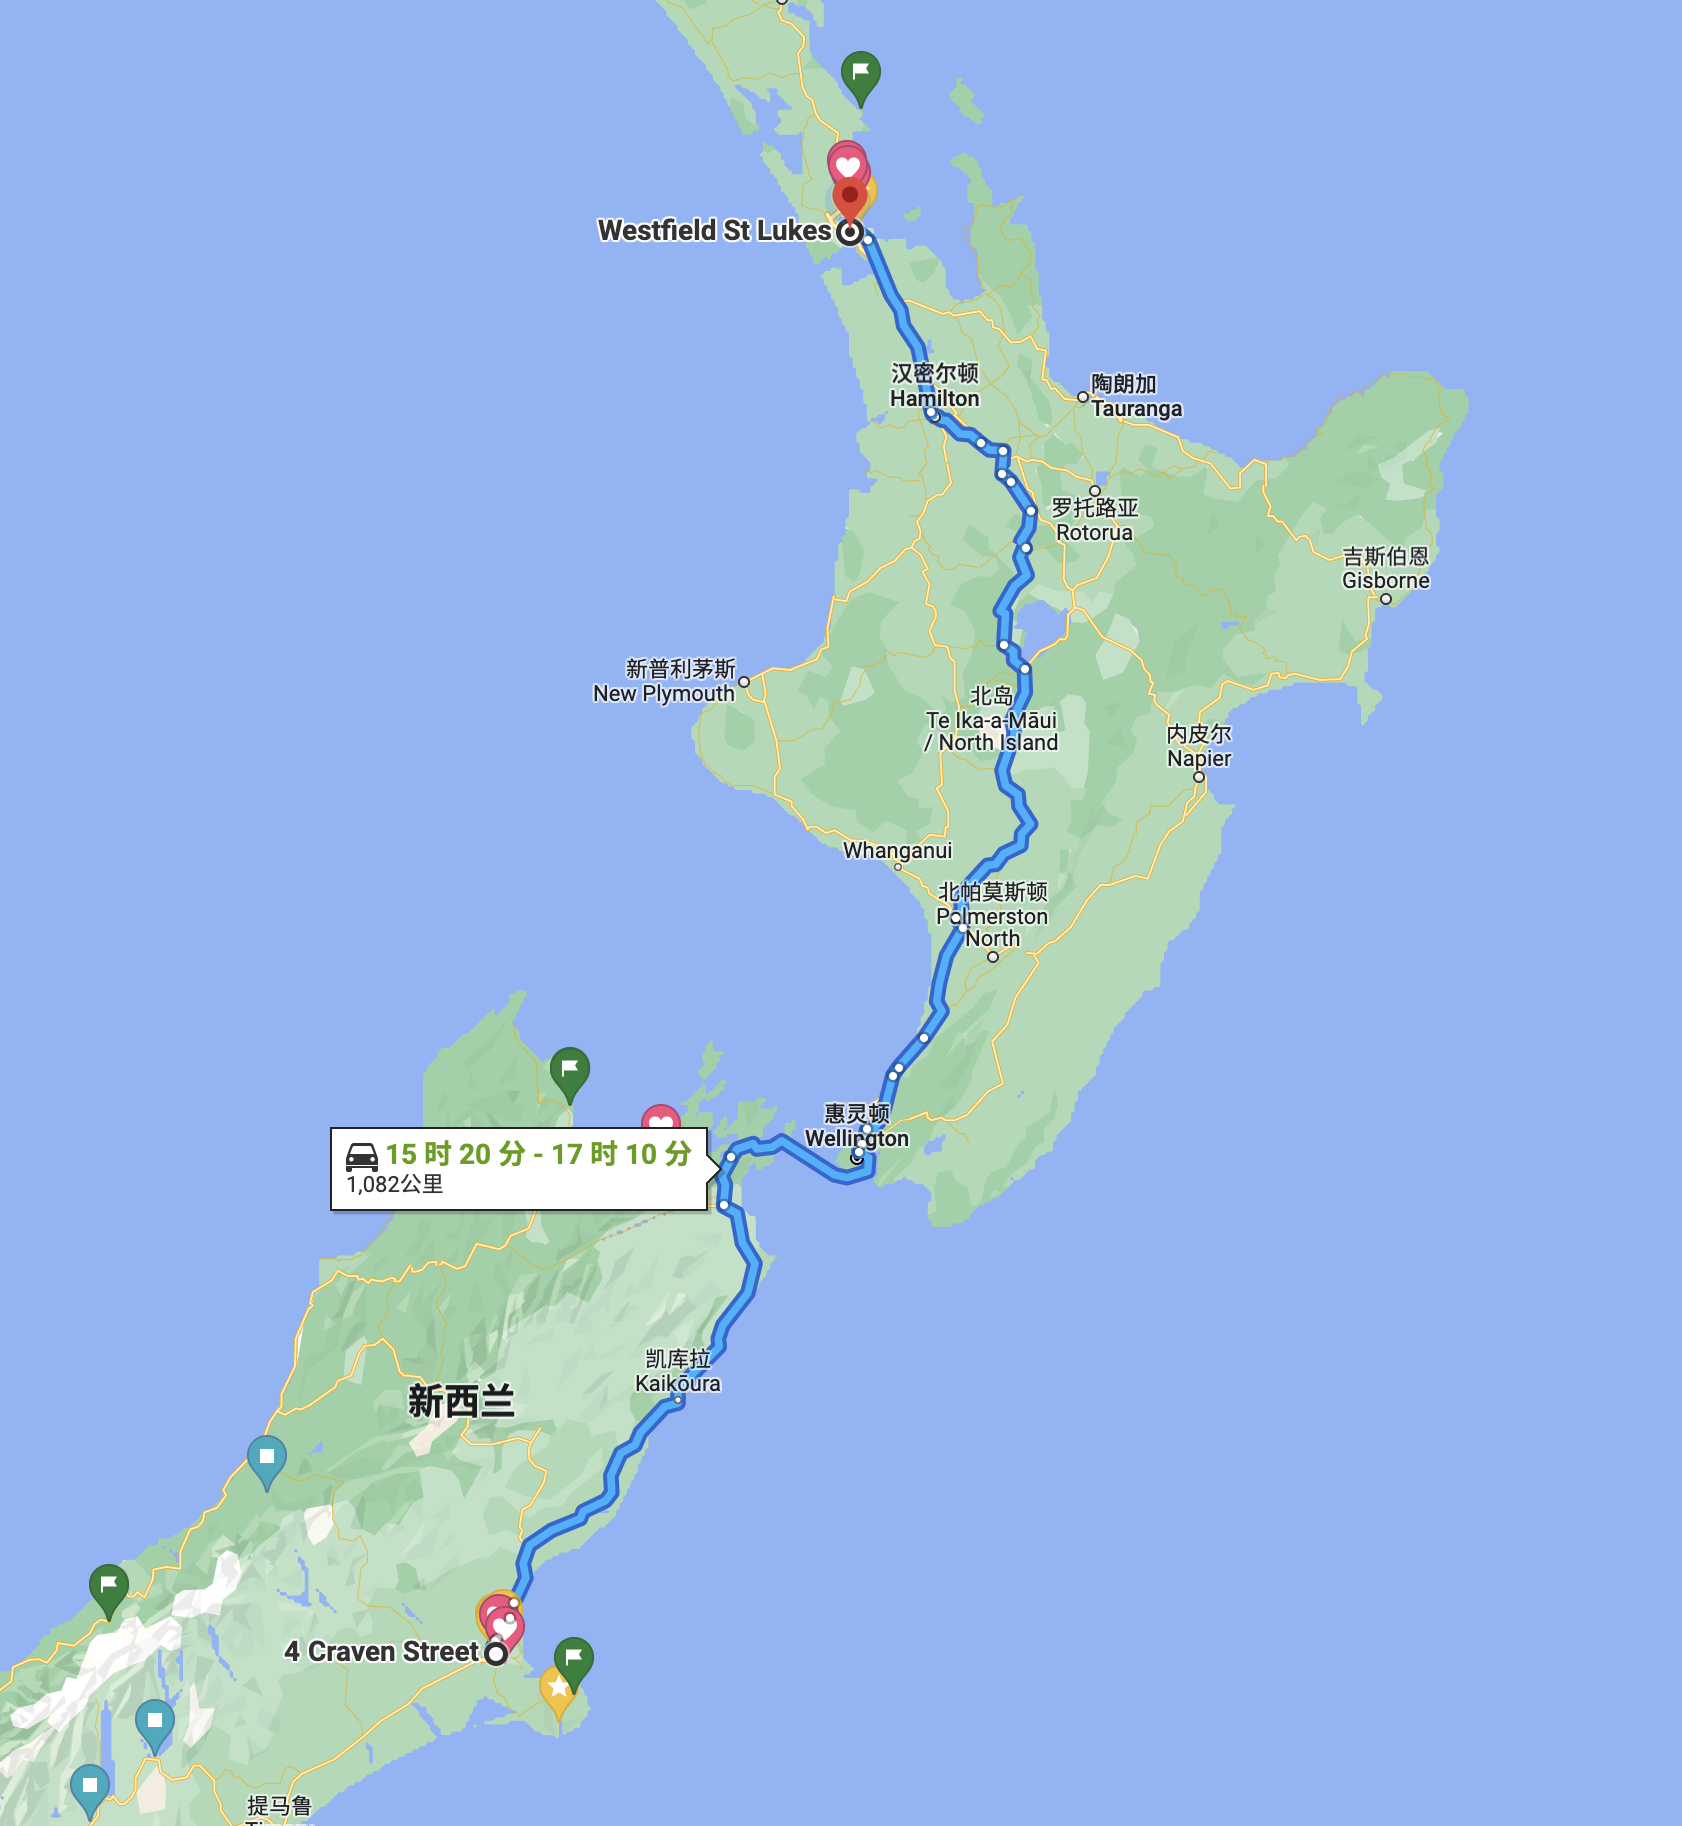 Westfield St Lukes
汉密尔顿
Hamilton
陶朗加
Tauranga
罗托路亚
Rotorua
吉斯伯恩
Gisborne
新普利茅斯
New Plymouth
北岛
Te Ika-a-Māui
/ North Island
内皮尔
Napier
Whanganui
北帕莫斯顿
Palmerston
North
惠灵顿
Wellington
15 时 20 分 - 17 时 10 分
1,082公里
凯库拉
Kaikōura
新西兰
4 Craven Street
提马鲁